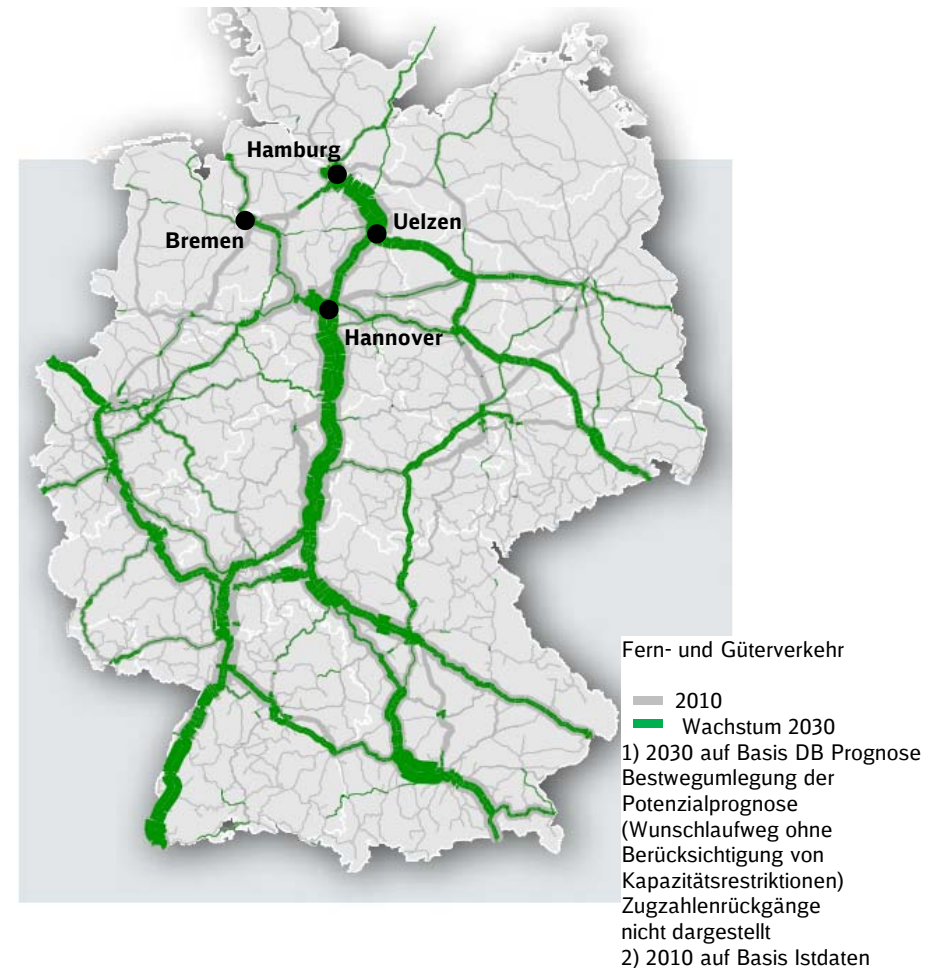 Hamburg
Uelzen
Bremen
Hannover
Fern- und Güterverkehr
2010
Wachstum 2030
1) 2030 auf Basis DB Prognose
Bestwegumlegung der
Potenzialprognose
(Wunschlaufweg ohne
Berücksichtigung von
Kapazitätsrestriktionen)
Zugzahlenrückgänge
nicht dargestellt
2) 2010 auf Basis Istdaten